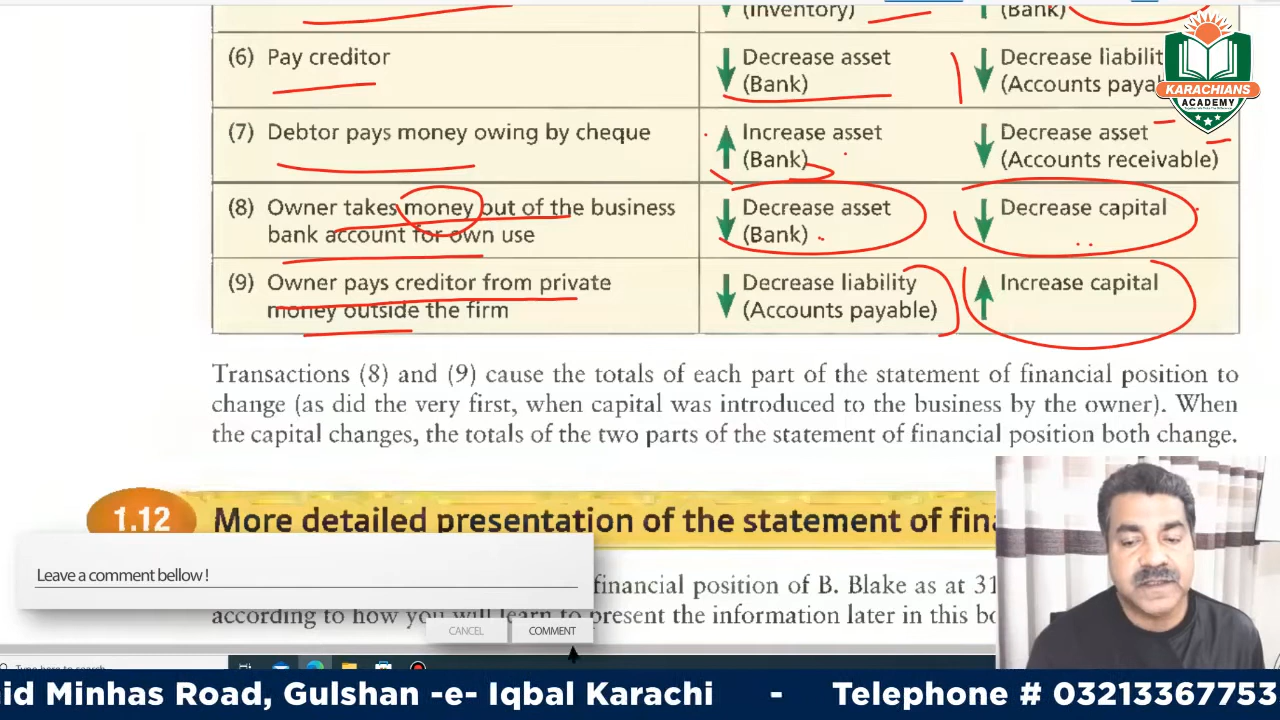 (Inventory)
(Bank)
(6) Pay creditor
Decrease asset
(Bank)
Decrease
(Accounts
KARACHIANS
ACADEMY
(7) Debtor pays money owing by cheque
Increase asset
(Bank)
Decrease asset
(Accounts receivable)
(8) Owner takes money out of the business
bank account for own use
Decrease asset
(Bank)
Decrease capital
(9) Owner pays creditor from private
money outside the firm
Decrease liability
(Accounts payable)
Increase capital
Transactions (8) and (9) cause the totals of each part of the statement of financial position to
change (as did the very first, when capital was introduced to the business by the owner). When
the capital changes, the totals of the two parts of the statement of financial position both change.
1.12 More detailed presentation of the statement of
Leave a comment bellow !
financial position of B. Blake as at 31
according to how you will learn to present the information later in this
CANCEL
COMMENT
Type here to search
Minhas Road, Gulshan -e- Iqbal Karachi - Telephone # 03213367753